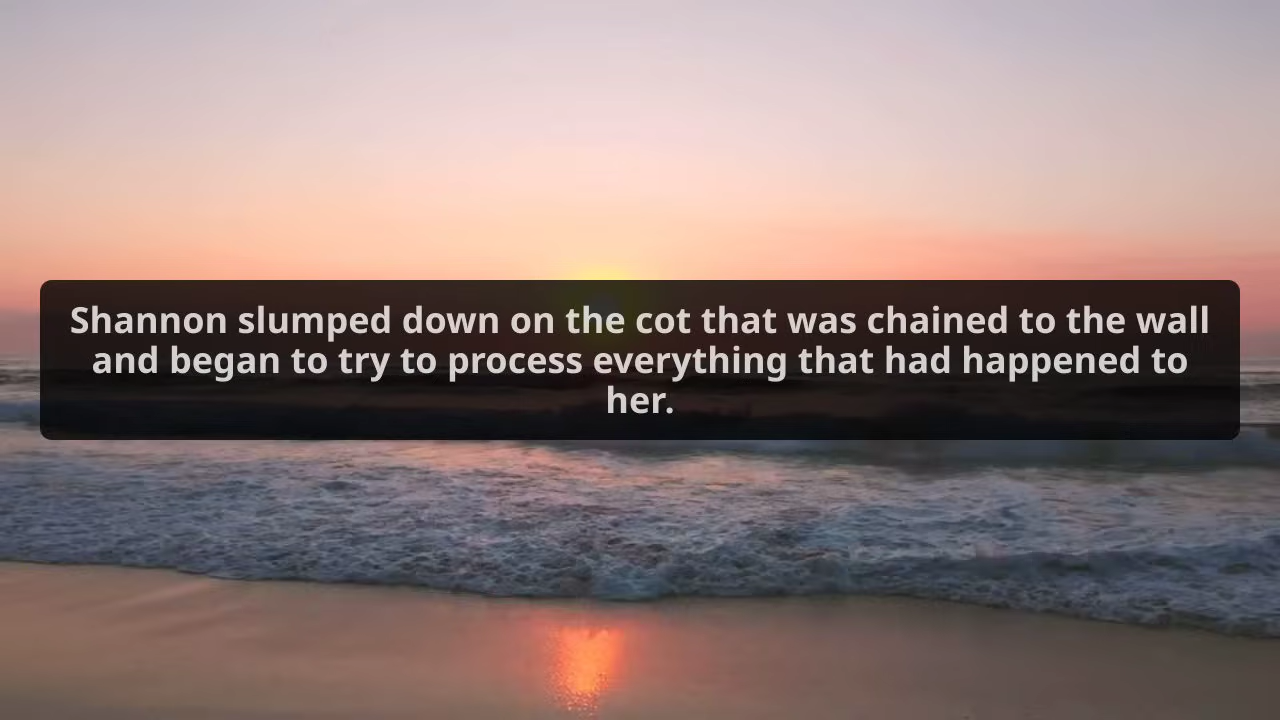 Shannon slumped down on the cot that was chained to the wall
and began to try to process everything that had happened to
her.